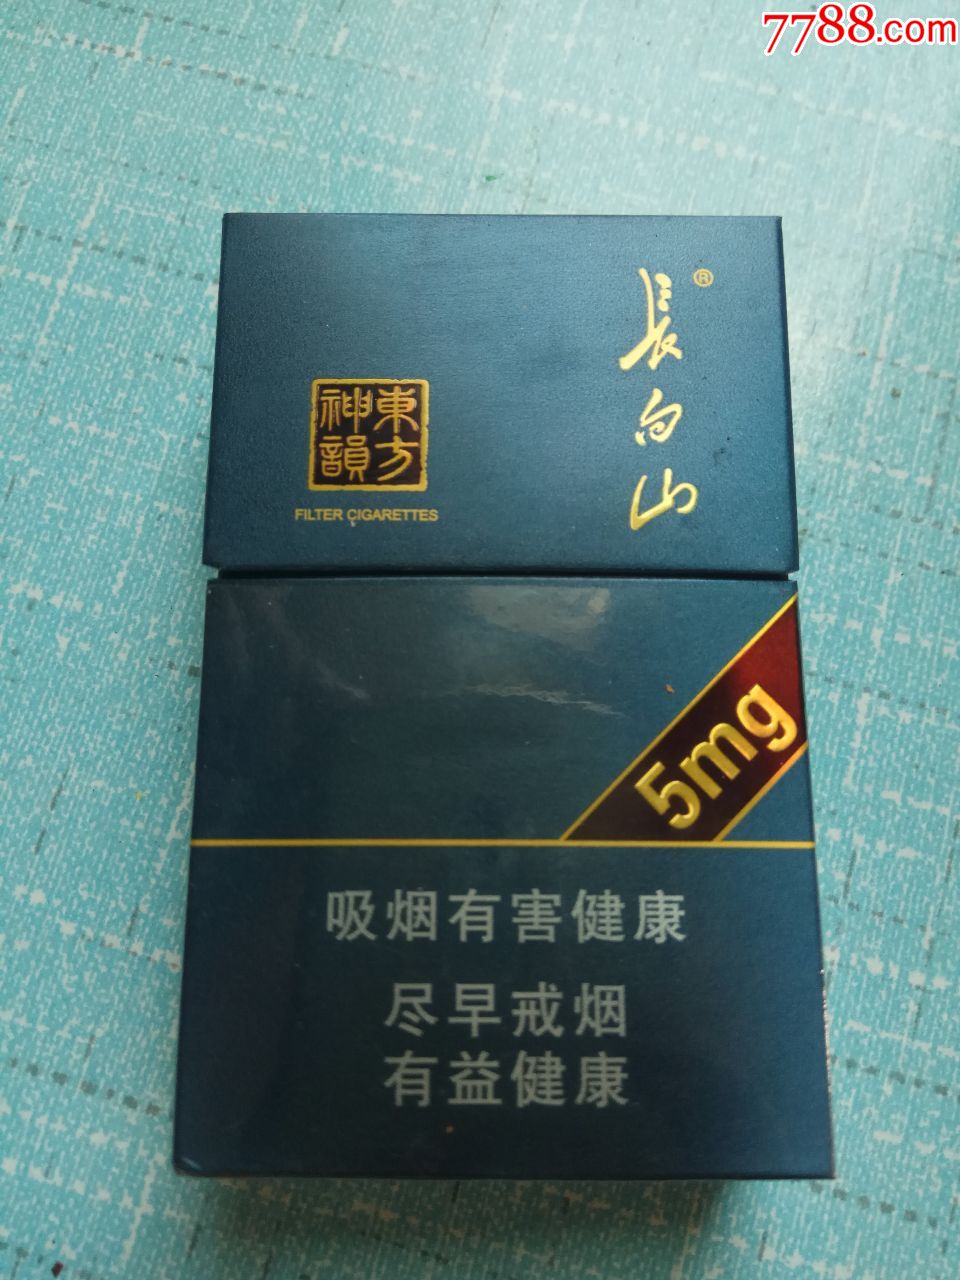 7788.com
長白山®
東方
神韻
FILTER CIGARETTES
5mg
吸烟有害健康
尽早戒烟
有益健康